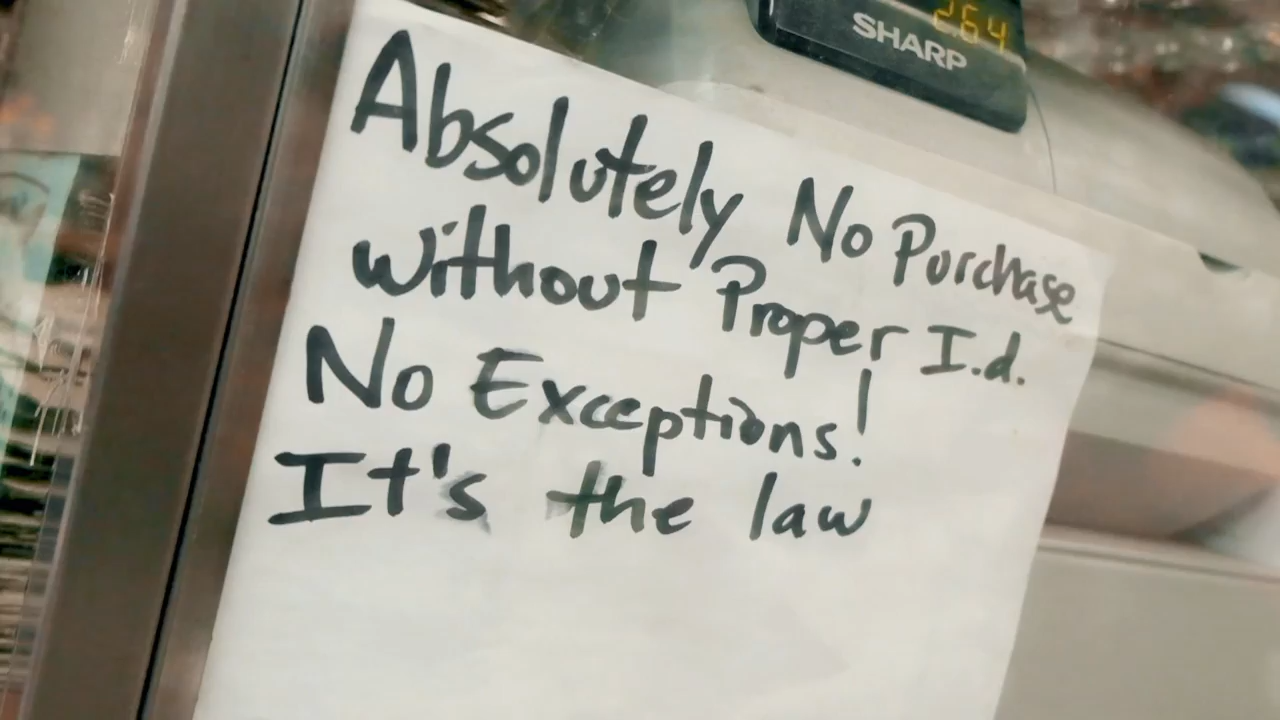 264
SHARP
Absolutely No Purchase
without Proper I.d.
No Exceptions!
It's the law